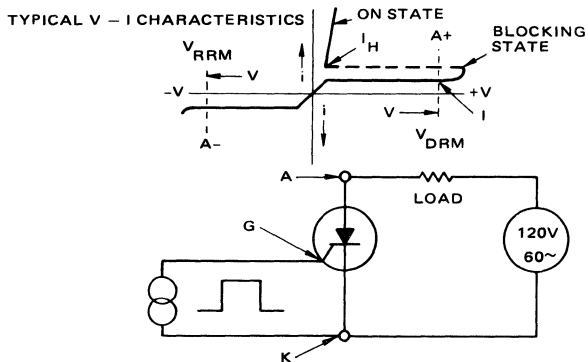 TYPICAL V – I CHARACTERISTICS
ON STATE
V RRM
V
I H
A+
BLOCKING STATE
i
–V
+V
i
V
I
A–
V DRM
A
LOAD
G
120V
60~
K